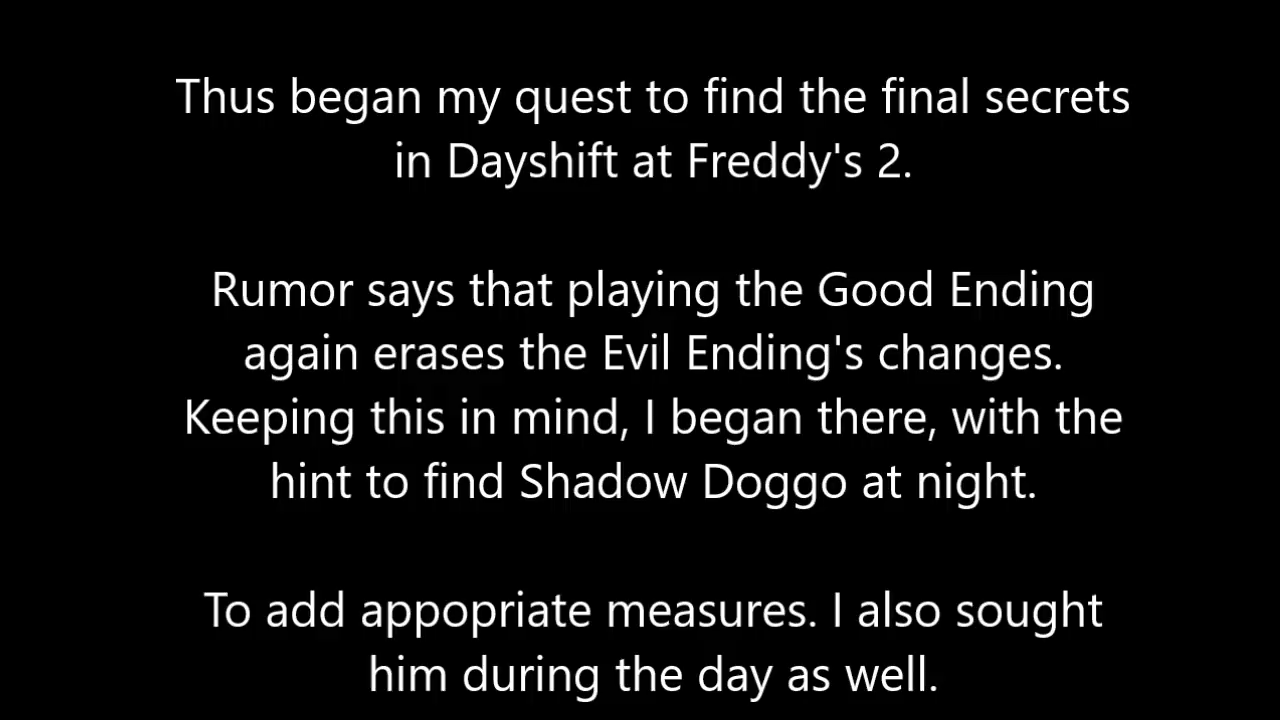 Thus began my quest to find the final secrets
in Dayshift at Freddy's 2.
Rumor says that playing the Good Ending
again erases the Evil Ending's changes.
Keeping this in mind, I began there, with the
hint to find Shadow Doggo at night.
To add appopriate measures. I also sought
him during the day as well.